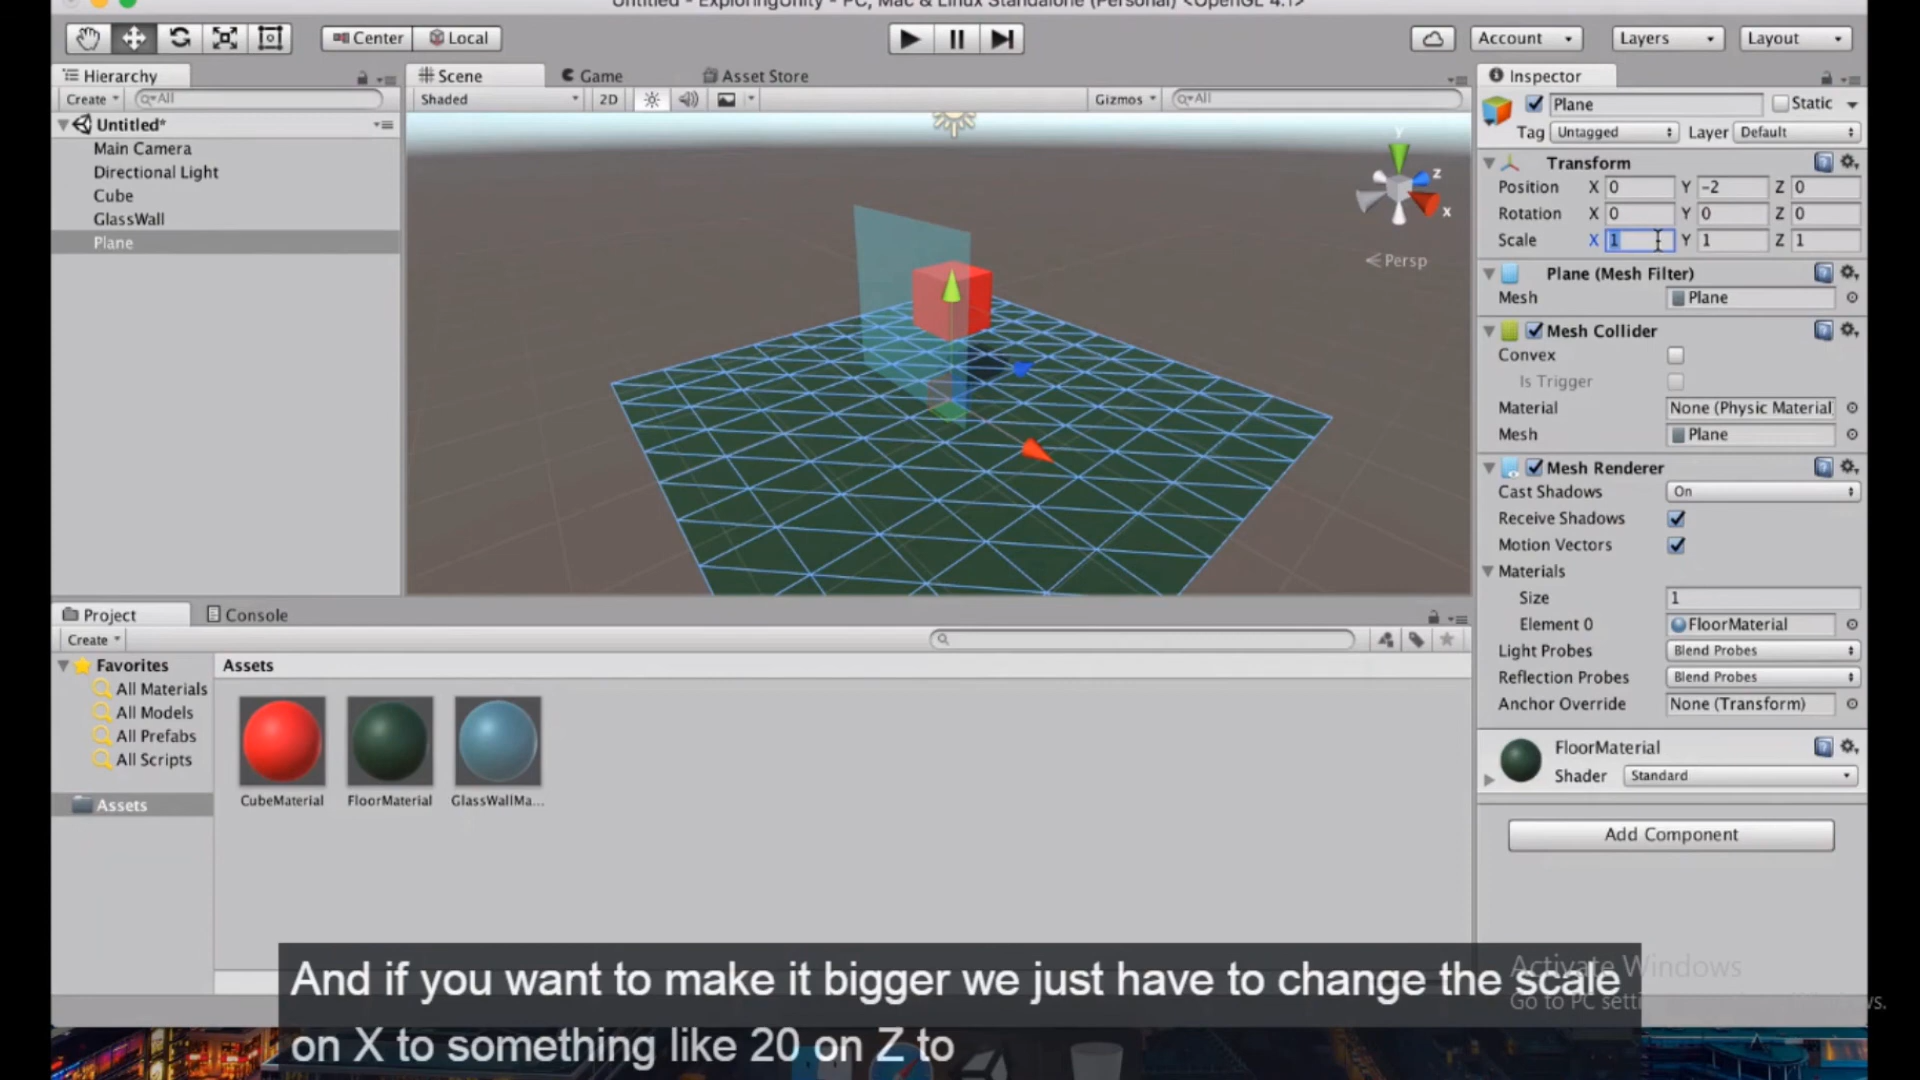 Untitled - ExploringUnity - PC, Mac & Linux Standalone (Personal) <OpenGL 4.1>
Center Local Account Layers Layout
Hierarchy Scene Game Asset Store Inspector
Create All Shaded 2D Gizmos All Plane Static
Untitled*
Tag Untagged Layer Default
Main Camera
Directional Light
Cube
GlassWall
Plane
y z x
Persp
Transform
Position X 0 Y -2 Z 0
Rotation X 0 Y 0 Z 0
Scale X 1 Y 1 Z 1
Plane (Mesh Filter)
Mesh Plane
Mesh Collider
Convex
Is Trigger
Material None (Physic Material
Mesh Plane
Mesh Renderer
Cast Shadows On
Receive Shadows
Motion Vectors
Materials
Size 1
Element 0 FloorMaterial
Light Probes Blend Probes
Reflection Probes Blend Probes
Anchor Override None (Transform)
FloorMaterial
Shader Standard
Add Component
Project Console
Create
Favorites Assets
All Materials
All Models
All Prefabs
All Scripts
Assets
CubeMaterial FloorMaterial GlassWallMa...
Activate Windows
And if you want to make it bigger we just have to change the scale
on X to something like 20 on Z to